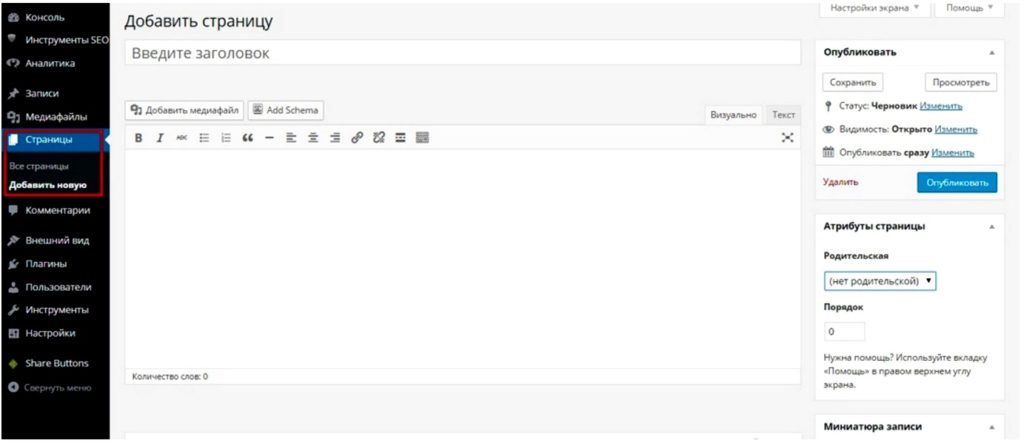 Консоль
Инструменты SEO
Аналитика
Записи
Медиафайлы
Страницы
Все страницы
Добавить новую
Комментарии
Внешний вид
Плагины
Пользователи
Инструменты
Настройки
Share Buttons
Свернуть меню
Настройки экрана
Помощь
Добавить страницу
Введите заголовок
Добавить медиафайл
Add Schema
Визуально
Текст
B I ABC
Количество слов: 0
Опубликовать
Сохранить
Просмотреть
Статус: Черновик Изменить
Видимость: Открыто Изменить
Опубликовать сразу Изменить
Удалить
Опубликовать
Атрибуты страницы
Родительская
(нет родительской)
Порядок
0
Нужна помощь? Используйте вкладку
«Помощь» в правом верхнем углу
экрана.
Миниатюра записи